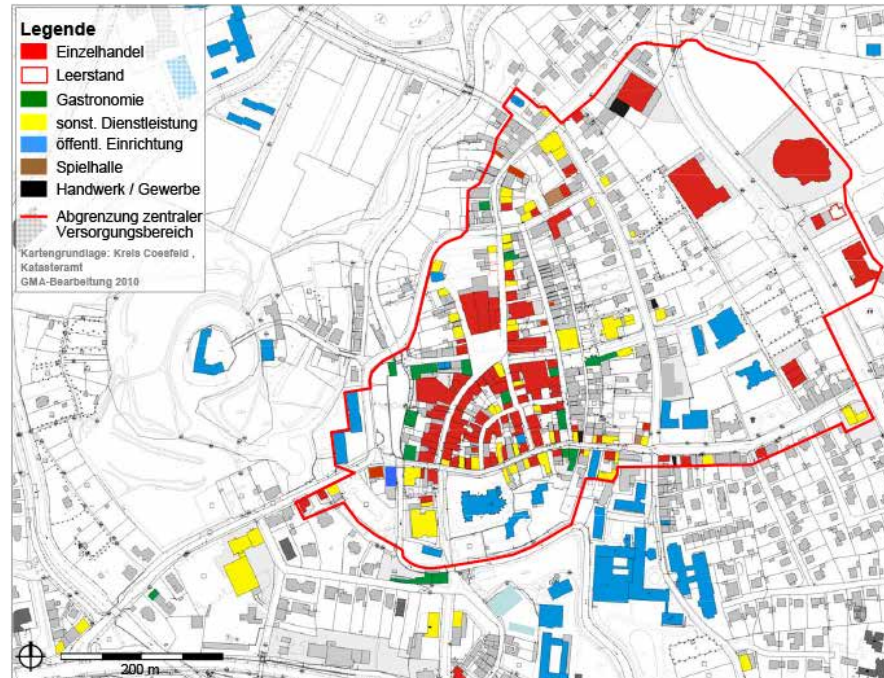 Legende
Einzelhandel
Leerstand
Gastronomie
sonst. Dienstleistung
öffentl. Einrichtung
Spielhalle
Handwerk / Gewerbe
Abgrenzung zentraler
Versorgungsbereich
Kartengrundlage: Kreis Coesfeld ,
Katasteramt
GMA-Bearbeitung 2010
200 m